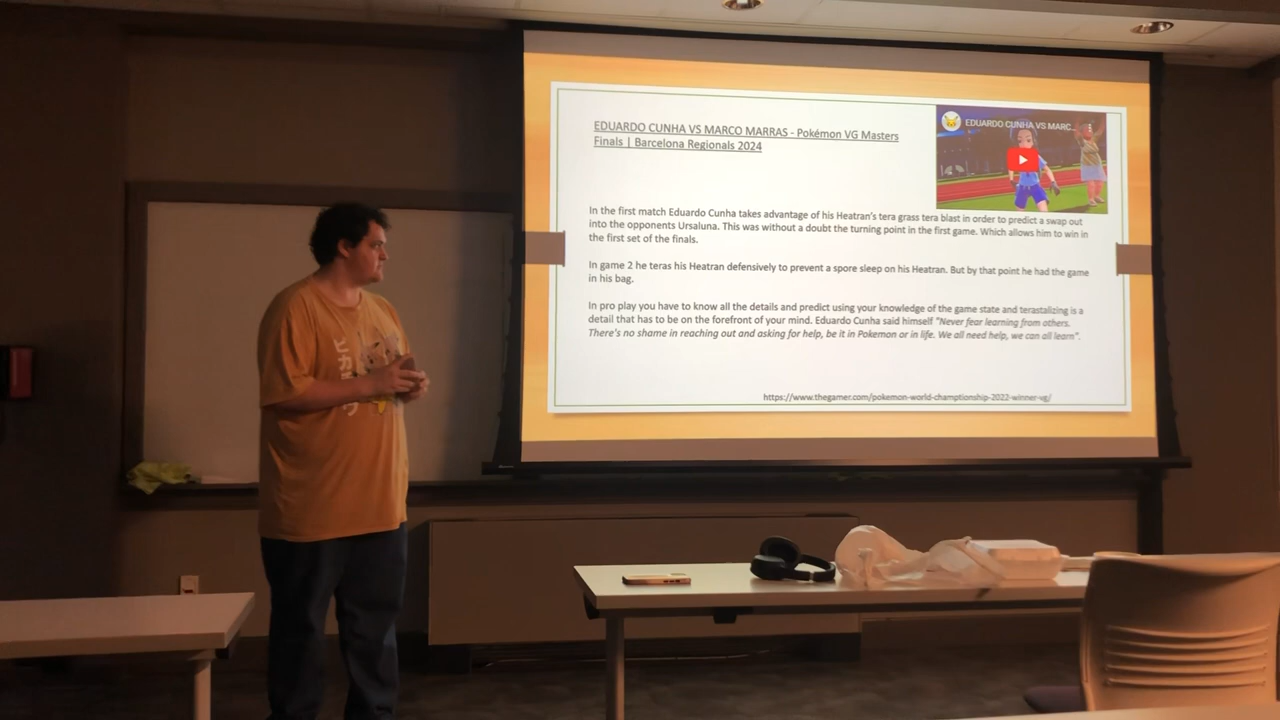 EDUARDO CUNHA VS MARCO MARRAS - Pokémon VG Masters
Finals | Barcelona Regionals 2024
EDUARDO CUNHA VS MARC...
In the first match Eduardo Cunha takes advantage of his Heatran's tera grass tera blast in order to predict a swap out
into the opponents Ursaluna. This was without a doubt the turning point in the first game. Which allows him to win in
the first set of the finals.
In game 2 he teras his Heatran defensively to prevent a spore sleep on his Heatran. But by that point he had the game
in his bag.
In pro play you have to know all the details and predict using your knowledge of the game state and terastalizing is a
detail that has to be on the forefront of your mind. Eduardo Cunha said himself "Never fear learning from others.
There's no shame in reaching out and asking for help, be it in Pokemon or in life. We all need help, we can all learn".
https://www.thegamer.com/pokemon-world-champtionship-2022-winner-vg/